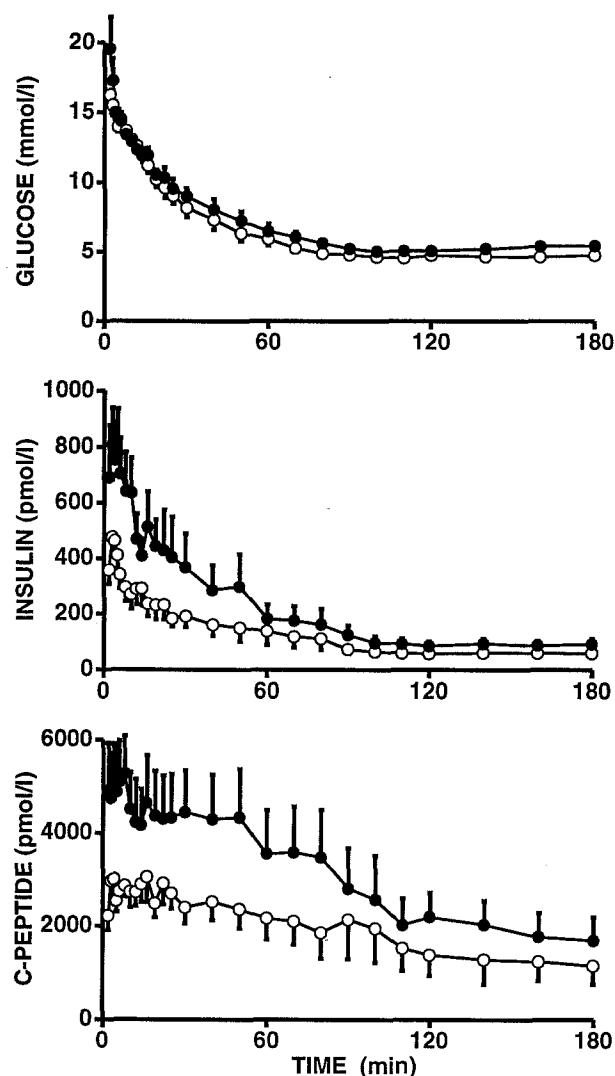 GLUCOSE (mmol/l)
20
15
10
5
0
0 60 120 180
INSULIN (pmol/l)
1000
800
600
400
200
0
0 60 120 180
C-PEPTIDE (pmol/l)
6000
4000
2000
0
0 60 120 180
TIME (min)